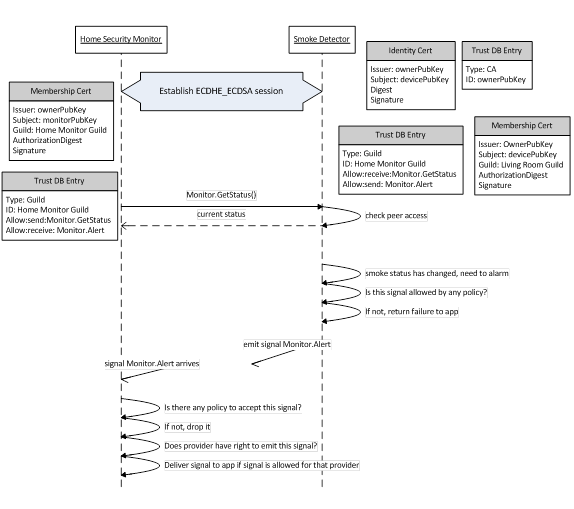 Home Security Monitor
Smoke Detector
Identity Cert
Issuer: ownerPubKey
Subject: devicePubKey
Digest
Signature
Trust DB Entry
Type: CA
ID: ownerPubKey
Membership Cert
Issuer: ownerPubKey
Subject: monitorPubKey
Guild: Home Monitor Guild
AuthorizationDigest
Signature
Establish ECDHE_ECDSA session
Trust DB Entry
Type: Guild
ID: Home Monitor Guild
Allow:receive:Monitor.GetStatus
Allow:send: Monitor.Alert
Membership Cert
Issuer: OwnerPubKey
Subject: devicePubKey
Guild: Living Room Guild
AuthorizationDigest
Signature
Trust DB Entry
Type: Guild
ID: Home Monitor Guild
Allow:send:Monitor.GetStatus
Allow:receive: Monitor.Alert
Monitor.GetStatus()
current status
check peer access
smoke status has changed, need to alarm
Is this signal allowed by any policy?
If not, return failure to app
emit signal Monitor.Alert
signal Monitor.Alert arrives
Is there any policy to accept this signal?
If not, drop it
Does provider have right to emit this signal?
Deliver signal to app if signal is allowed for that provider